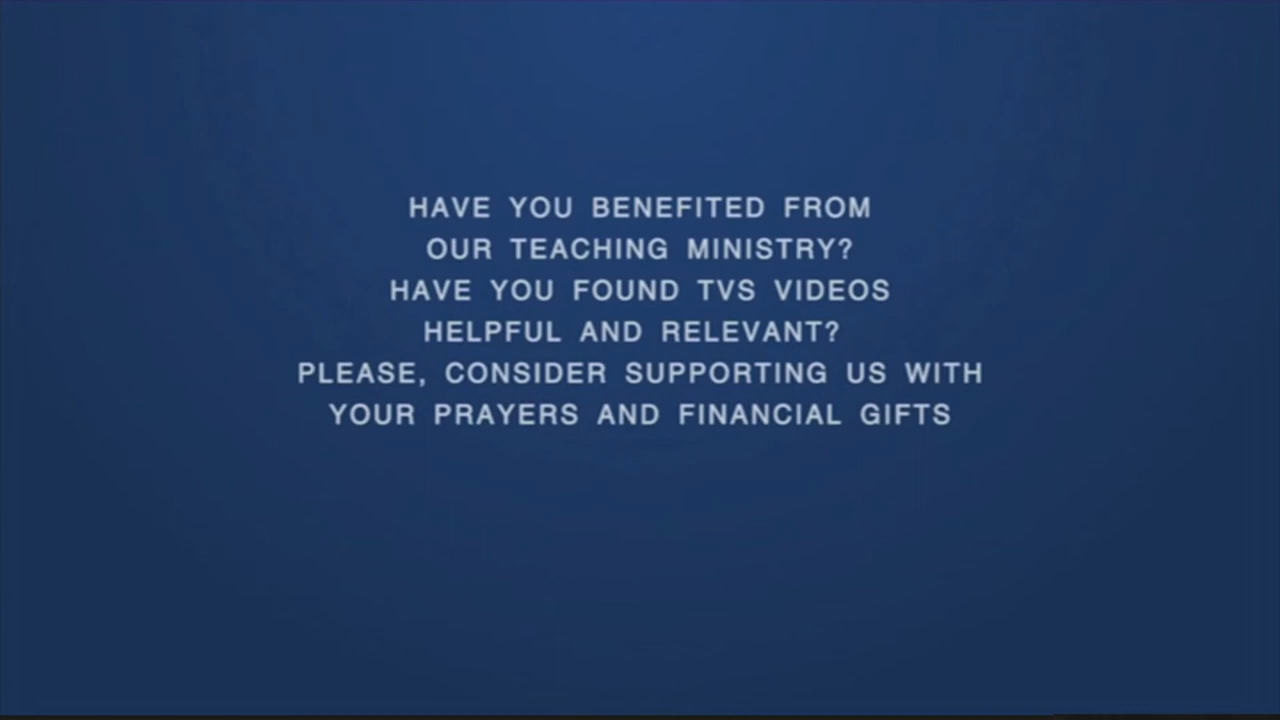 HAVE YOU BENEFITED FROM
OUR TEACHING MINISTRY?
HAVE YOU FOUND TVS VIDEOS
HELPFUL AND RELEVANT?
PLEASE, CONSIDER SUPPORTING US WITH
YOUR PRAYERS AND FINANCIAL GIFTS